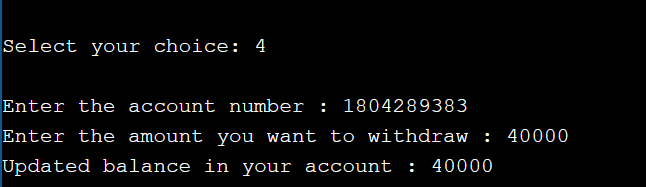 Select your choice: 4
Enter the account number : 1804289383
Enter the amount you want to withdraw : 40000
Updated balance in your account : 40000